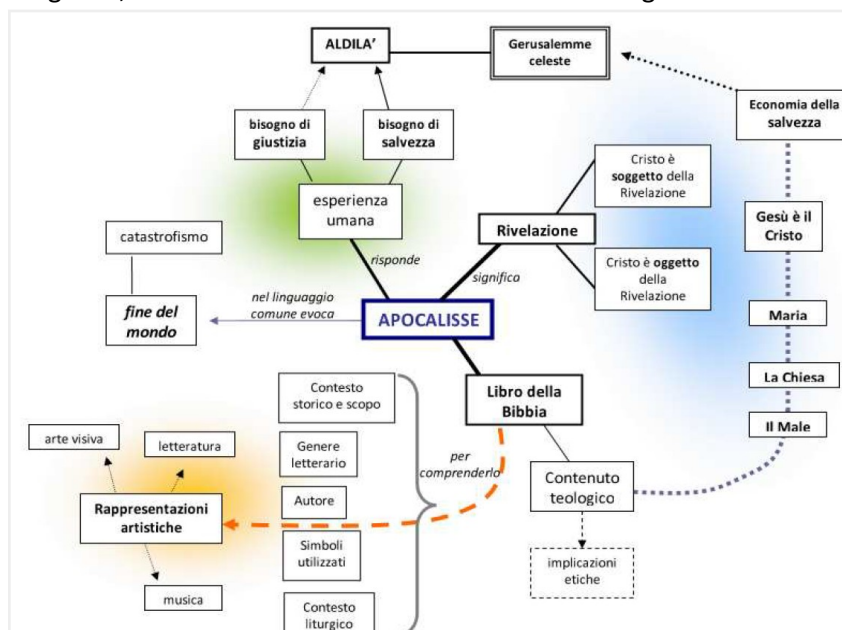 ALDILA'
Gerusalemme
celeste
Economia della
salvezza
bisogno di
giustizia
bisogno di
salvezza
Cristo è
soggetto della
Rivelazione
esperienza
umana
Rivelazione
Gesù è il
Cristo
catastrofismo
risponde
significa
Cristo è oggetto
della
Rivelazione
fine del
mondo
nel linguaggio
comune evoca
APOCALISSE
Maria
Contesto
storico e scopo
Libro della
Bibbia
La Chiesa
Il Male
arte visiva
letteratura
Genere
letterario
per
comprenderlo
Contenuto
teologico
Rappresentazioni
artistiche
Autore
Simboli
utilizzati
implicazioni
etiche
musica
Contesto
liturgico